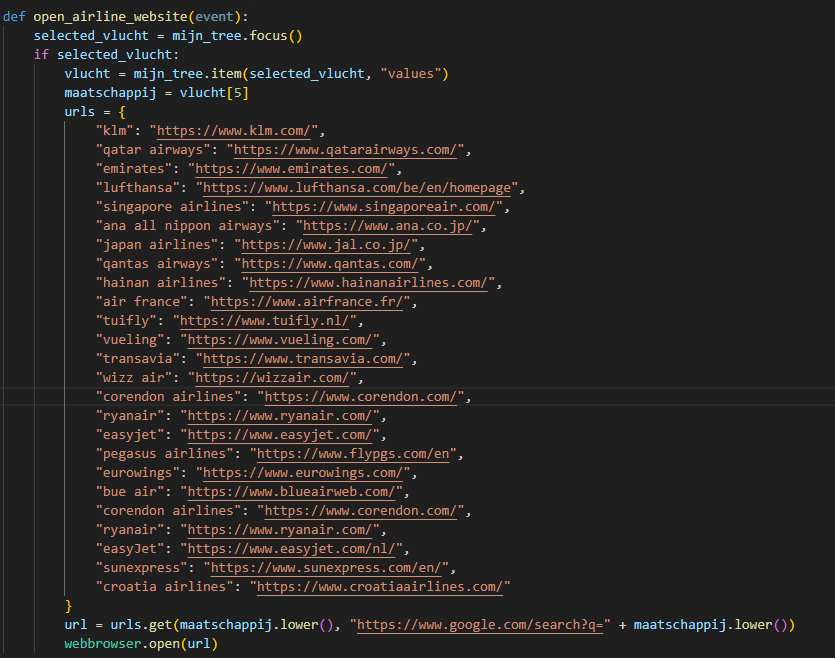 def open_airline_website(event):
    selected_vlucht = mijn_tree.focus()
    if selected_vlucht:
        vlucht = mijn_tree.item(selected_vlucht, "values")
        maatschappij = vlucht[5]
        urls = {
            "klm": "https://www.klm.com/",
            "qatar airways": "https://www.qatarairways.com/",
            "emirates": "https://www.emirates.com/",
            "lufthansa": "https://www.lufthansa.com/be/en/homepage",
            "singapore airlines": "https://www.singaporeair.com/",
            "ana all nippon airways": "https://www.ana.co.jp/",
            "japan airlines": "https://www.jal.co.jp/",
            "qantas airways": "https://www.qantas.com/",
            "hainan airlines": "https://www.hainanairlines.com/",
            "air france": "https://www.airfrance.fr/",
            "tuifly": "https://www.tuifly.nl/",
            "vueling": "https://www.vueling.com/",
            "transavia": "https://www.transavia.com/",
            "wizz air": "https://wizzair.com/",
            "corendon airlines": "https://www.corendon.com/",
            "ryanair": "https://www.ryanair.com/",
            "easyjet": "https://www.easyjet.com/",
            "pegasus airlines": "https://www.flypgs.com/en",
            "eurowings": "https://www.eurowings.com/",
            "bue air": "https://www.blueairweb.com/",
            "corendon airlines": "https://www.corendon.com/",
            "ryanair": "https://www.ryanair.com/",
            "easyJet": "https://www.easyjet.com/nl/",
            "sunexpress": "https://www.sunexpress.com/en/",
            "croatia airlines": "https://www.croatiaairlines.com/"
        }
        url = urls.get(maatschappij.lower(), "https://www.google.com/search?q=" + maatschappij.lower())
        webbrowser.open(url)